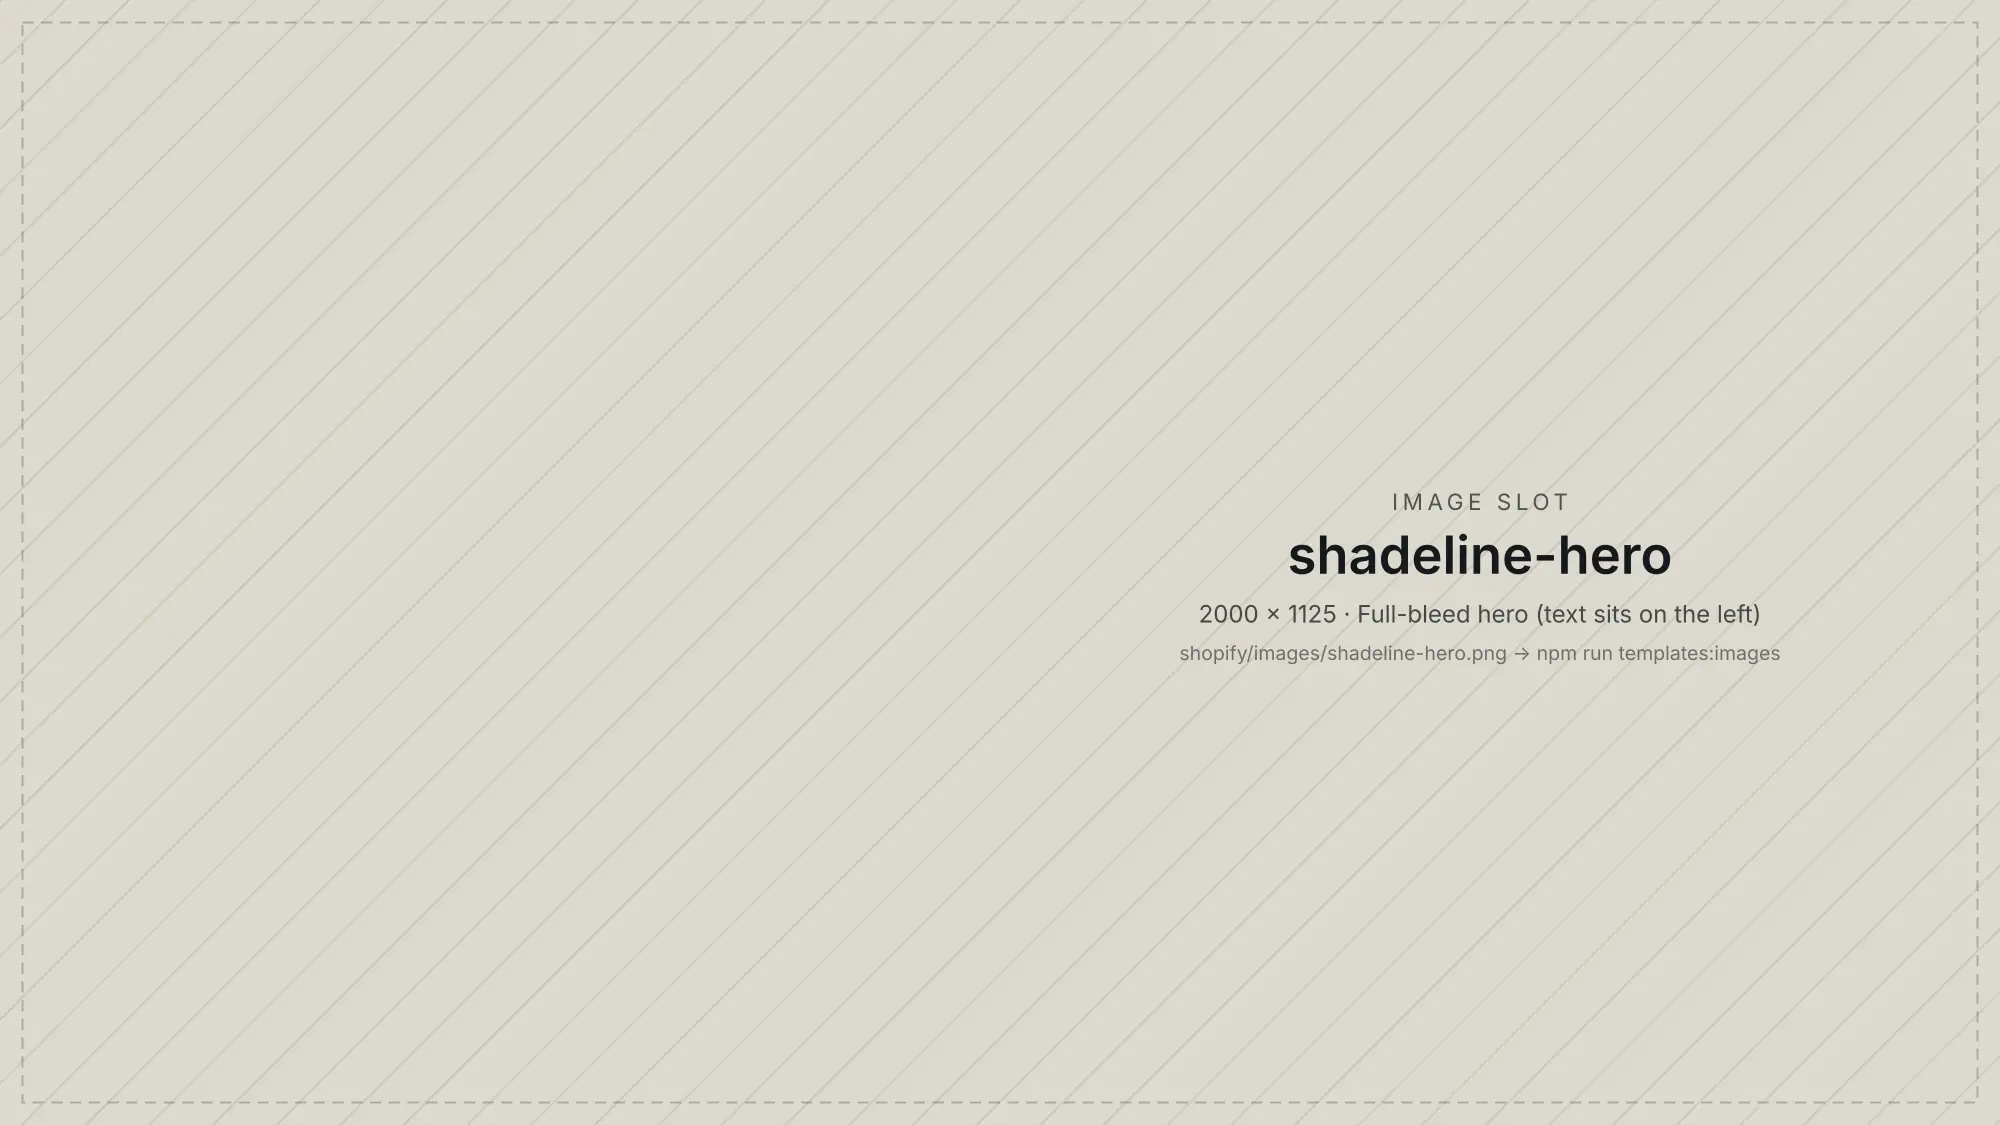 IMAGE SLOT
shadeline-hero
2000 × 1125 · Full-bleed hero (text sits on the left)
shopify/images/shadeline-hero.png → npm run templates:images